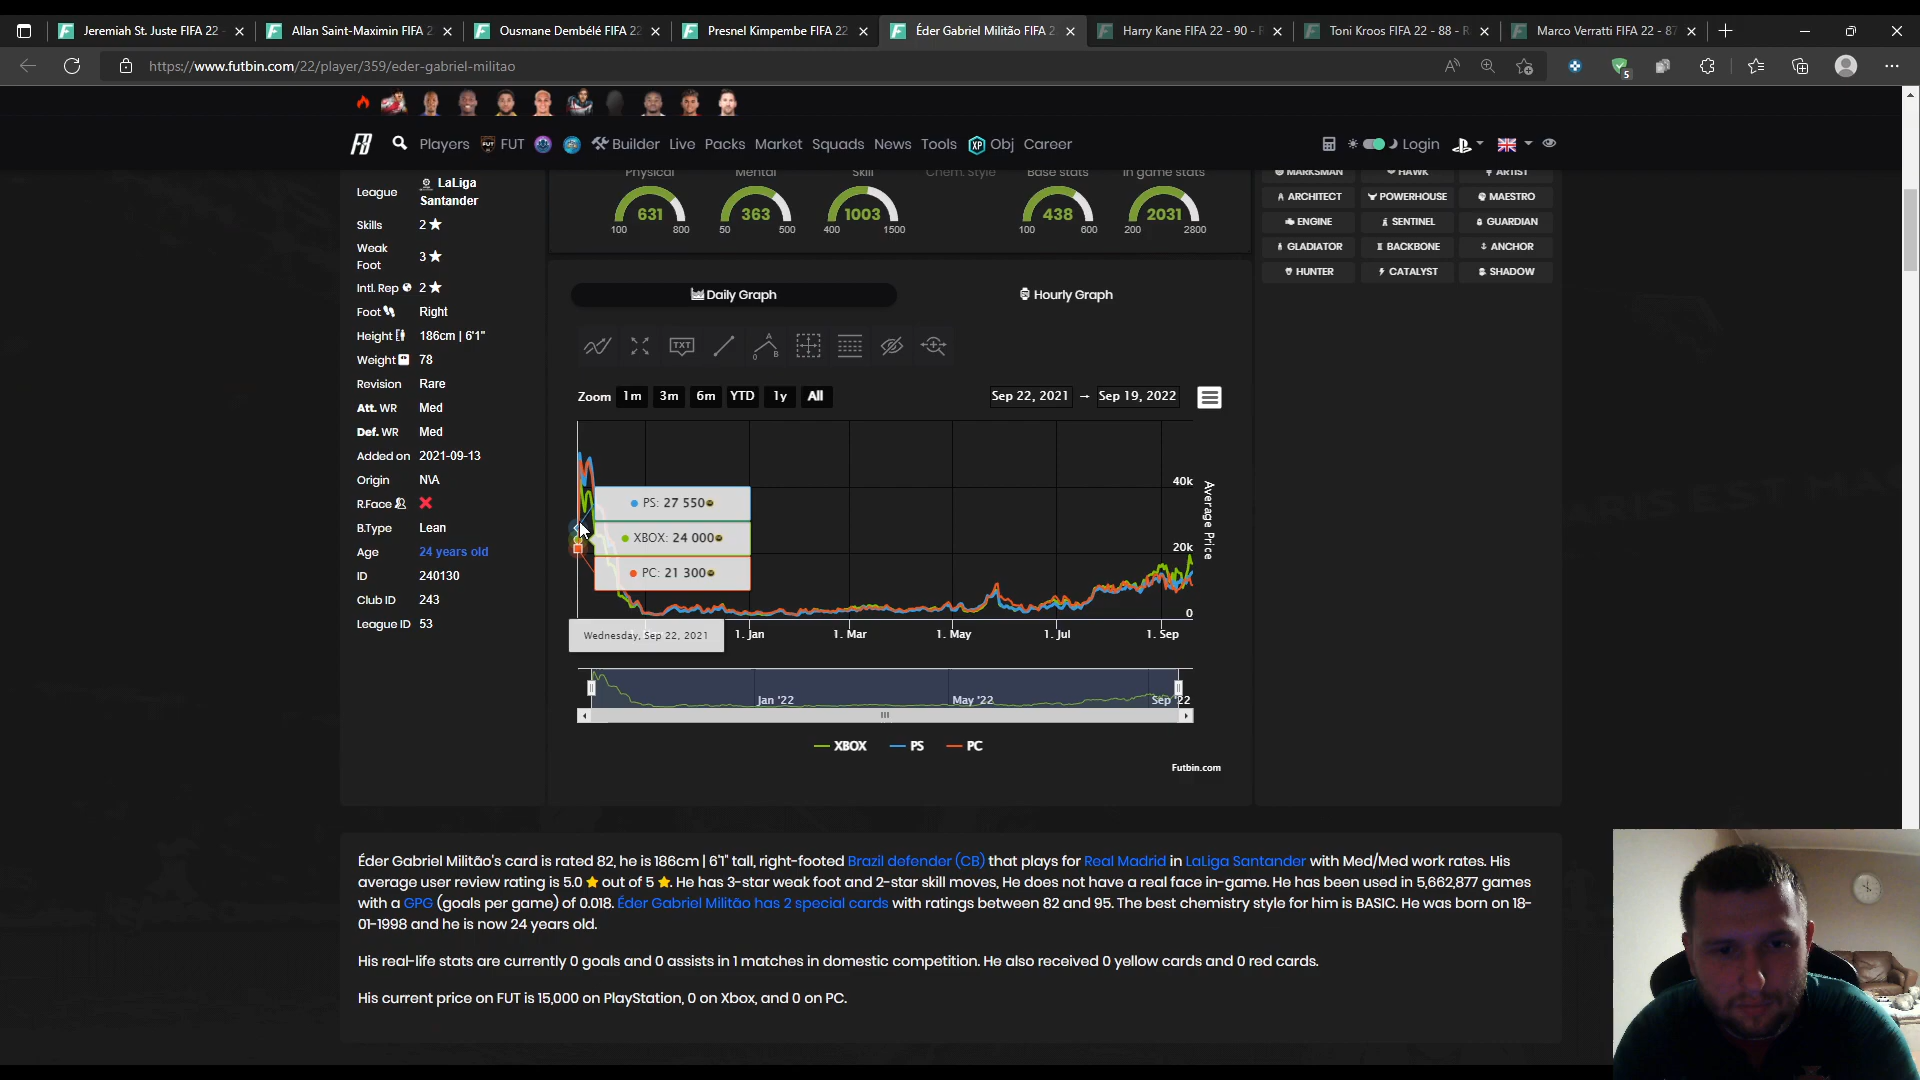 Jeremiah St. Juste FIFA 22 -
Allan Saint-Maximin FIFA 2
Ousmane Dembélé FIFA 22
Presnel Kimpembe FIFA 22
Éder Gabriel Militão FIFA 2
Harry Kane FIFA 22 - 90 - R
Toni Kroos FIFA 22 - 88 - R
Marco Verratti FIFA 22 - 87
https://www.futbin.com/22/player/359/eder-gabriel-militao
5
Players FUT Builder Live Packs Market Squads News Tools XP Obj Career Login
League LaLiga Santander
Skills 2
Weak Foot 3
Intl. Rep 2
Foot Right
Height 186cm | 6'1"
Weight 78
Revision Rare
Att. WR Med
Def. WR Med
Added on 2021-09-13
Origin N\A
R.Face
B.Type Lean
Age 24 years old
ID 240130
Club ID 243
League ID 53
Physical Mental Skill Chem. Style Base stats In game stats
631 363 1003 438 2031
100 800 50 500 400 1500 100 600 200 2800
MARKSMAN HAWK ARTIST
ARCHITECT POWERHOUSE MAESTRO
ENGINE SENTINEL GUARDIAN
GLADIATOR BACKBONE ANCHOR
HUNTER CATALYST SHADOW
Daily Graph Hourly Graph
TXT A 0 B
Zoom 1m 3m 6m YTD 1y All Sep 22, 2021 → Sep 19, 2022
40k
20k
0
Average Price
PS: 27 550
XBOX: 24 000
PC: 21 300
Wednesday, Sep 22, 2021
1. Jan 1. Mar 1. May 1. Jul 1. Sep
Jan '22 May '22 Sep '22
XBOX PS PC
Futbin.com
Éder Gabriel Militão's card is rated 82, he is 186cm | 6'1" tall, right-footed Brazil defender (CB) that plays for Real Madrid in LaLiga Santander with Med/Med work rates. His
average user review rating is 5.0 out of 5 . He has 3-star weak foot and 2-star skill moves, He does not have a real face in-game. He has been used in 5,662,877 games
with a GPG (goals per game) of 0.018. Éder Gabriel Militão has 2 special cards with ratings between 82 and 95. The best chemistry style for him is BASIC. He was born on 18-
01-1998 and he is now 24 years old.
His real-life stats are currently 0 goals and 0 assists in 1 matches in domestic competition. He also received 0 yellow cards and 0 red cards.
His current price on FUT is 15,000 on PlayStation, 0 on Xbox, and 0 on PC.